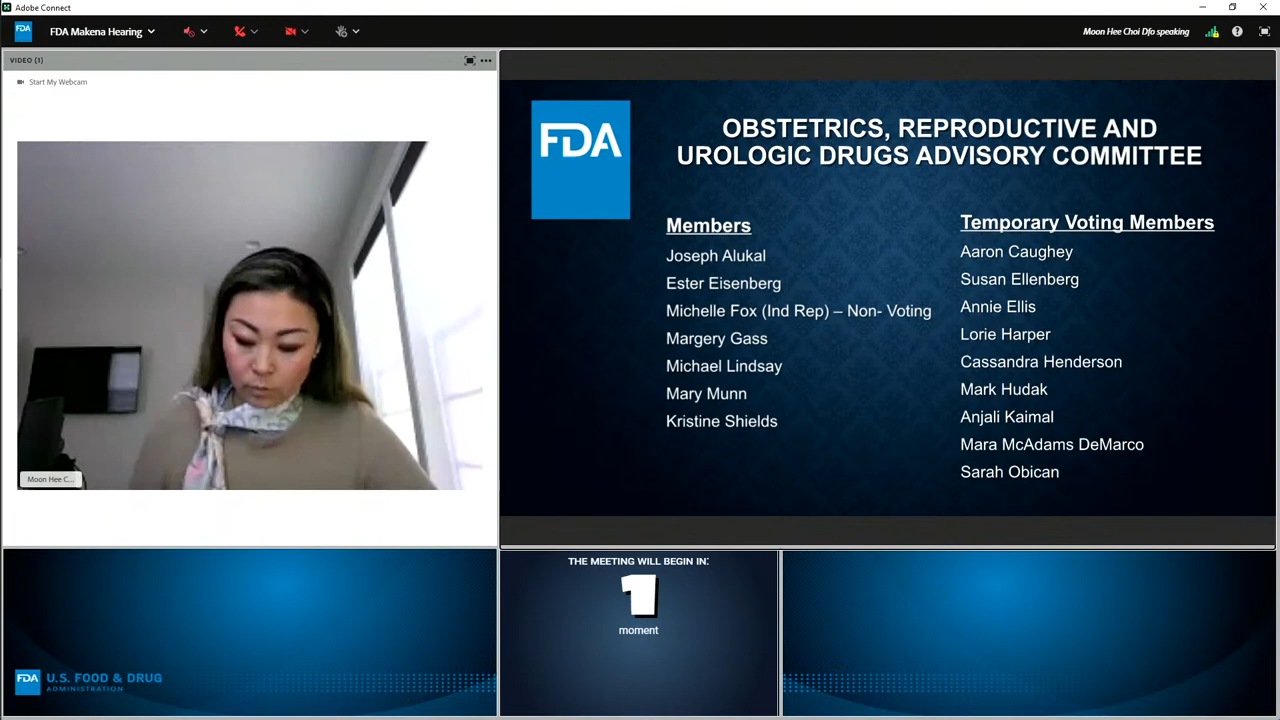 Adobe Connect
FDA
FDA Makena Hearing
Moon Hee Choi Dfo speaking
VIDEO (1)
Start My Webcam
Moon Hee C...
FDA
OBSTETRICS, REPRODUCTIVE AND
UROLOGIC DRUGS ADVISORY COMMITTEE
Members
Joseph Alukal
Ester Eisenberg
Michelle Fox (Ind Rep) – Non- Voting
Margery Gass
Michael Lindsay
Mary Munn
Kristine Shields
Temporary Voting Members
Aaron Caughey
Susan Ellenberg
Annie Ellis
Lorie Harper
Cassandra Henderson
Mark Hudak
Anjali Kaimal
Mara McAdams DeMarco
Sarah Obican
FDA
U.S. FOOD & DRUG
ADMINISTRATION
THE MEETING WILL BEGIN IN:
1
moment